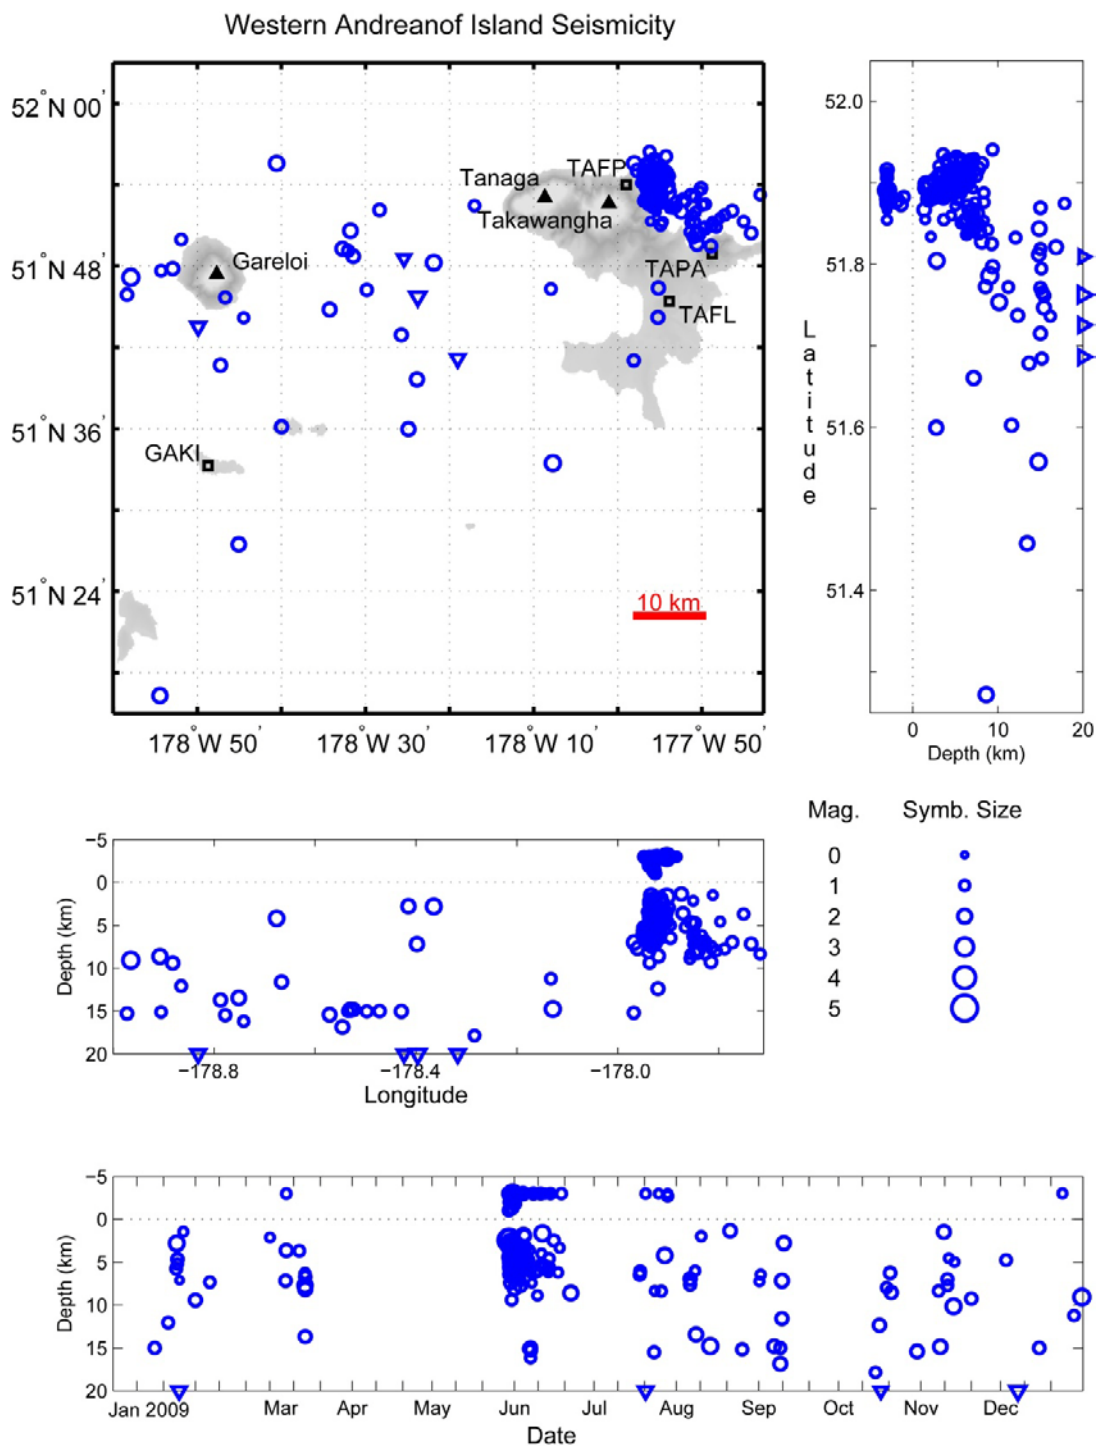 Western Andreanof Island Seismicity
52°N 00'
51°N 48'
51°N 36'
51°N 24'
178°W 50'
178°W 30'
178°W 10'
177°W 50'
Tanaga
TAFP
Takawangha
Gareloi
TAPA
TAFL
GAKI
10 km
52.0
51.8
51.6
51.4
Latitude
0
10
20
Depth (km)
Mag. Symb. Size
0
1
2
3
4
5
−5
0
5
10
15
20
Depth (km)
−178.8
−178.4
−178.0
Longitude
−5
0
5
10
15
20
Depth (km)
Jan 2009 Mar Apr May Jun Jul Aug Sep Oct Nov Dec
Date